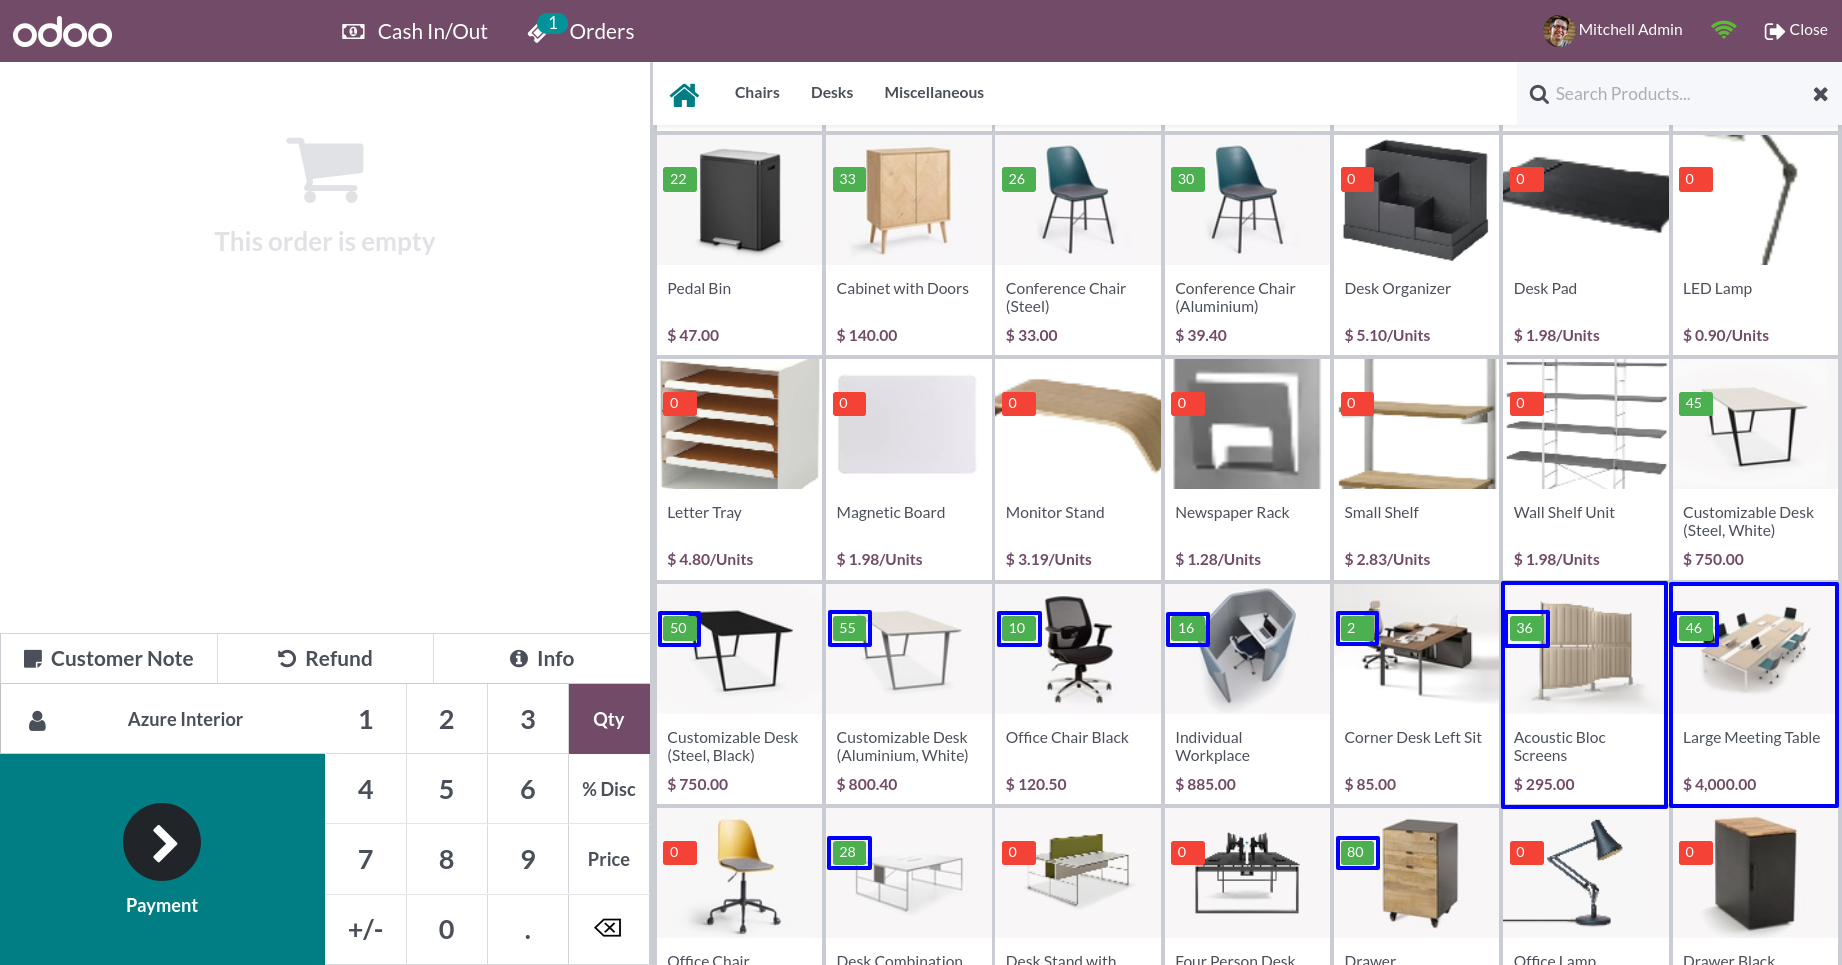 odoo
Cash In/Out
1
Orders
Mitchell Admin
Close
Chairs
Desks
Miscellaneous
Search Products...
This order is empty
22
33
26
30
0
0
0
Pedal Bin
Cabinet with Doors
Conference Chair
(Steel)
Conference Chair
(Aluminium)
Desk Organizer
Desk Pad
LED Lamp
$ 47.00
$ 140.00
$ 33.00
$ 39.40
$ 5.10/Units
$ 1.98/Units
$ 0.90/Units
0
0
0
0
0
0
45
Letter Tray
Magnetic Board
Monitor Stand
Newspaper Rack
Small Shelf
Wall Shelf Unit
Customizable Desk
(Steel, White)
$ 4.80/Units
$ 1.98/Units
$ 3.19/Units
$ 1.28/Units
$ 2.83/Units
$ 1.98/Units
$ 750.00
50
55
10
16
2
36
46
Customizable Desk
(Steel, Black)
Customizable Desk
(Aluminium, White)
Office Chair Black
Individual
Workplace
Corner Desk Left Sit
Acoustic Bloc
Screens
Large Meeting Table
$ 750.00
$ 800.40
$ 120.50
$ 885.00
$ 85.00
$ 295.00
$ 4,000.00
0
28
0
0
80
0
0
Office Chair
Desk Combination
Desk Stand with
Four Person Desk
Drawer
Office Lamp
Drawer Black
Customer Note
Refund
Info
Azure Interior
1
2
3
Qty
4
5
6
% Disc
7
8
9
Price
Payment
+/-
0
.